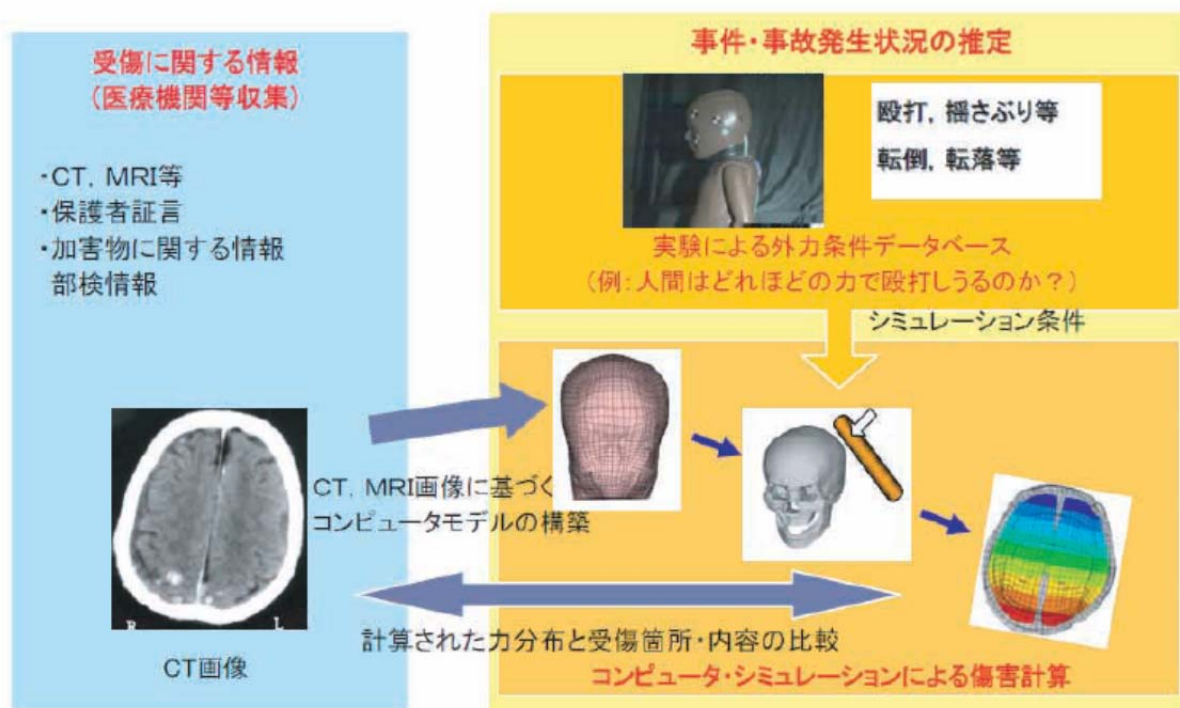 受傷に関する情報
(医療機関等収集)
・CT, MRI等
・保護者証言
・加害物に関する情報
部検情報
CT画像
事件・事故発生状況の推定
殴打, 揺さぶり等
転倒, 転落等
実験による外力条件データベース
(例:人間はどれほどの力で殴打しうるのか?)
シミュレーション条件
CT, MRI画像に基づく
コンピュータモデルの構築
R
L
計算された力分布と受傷箇所・内容の比較
コンピュータ・シミュレーションによる傷害計算